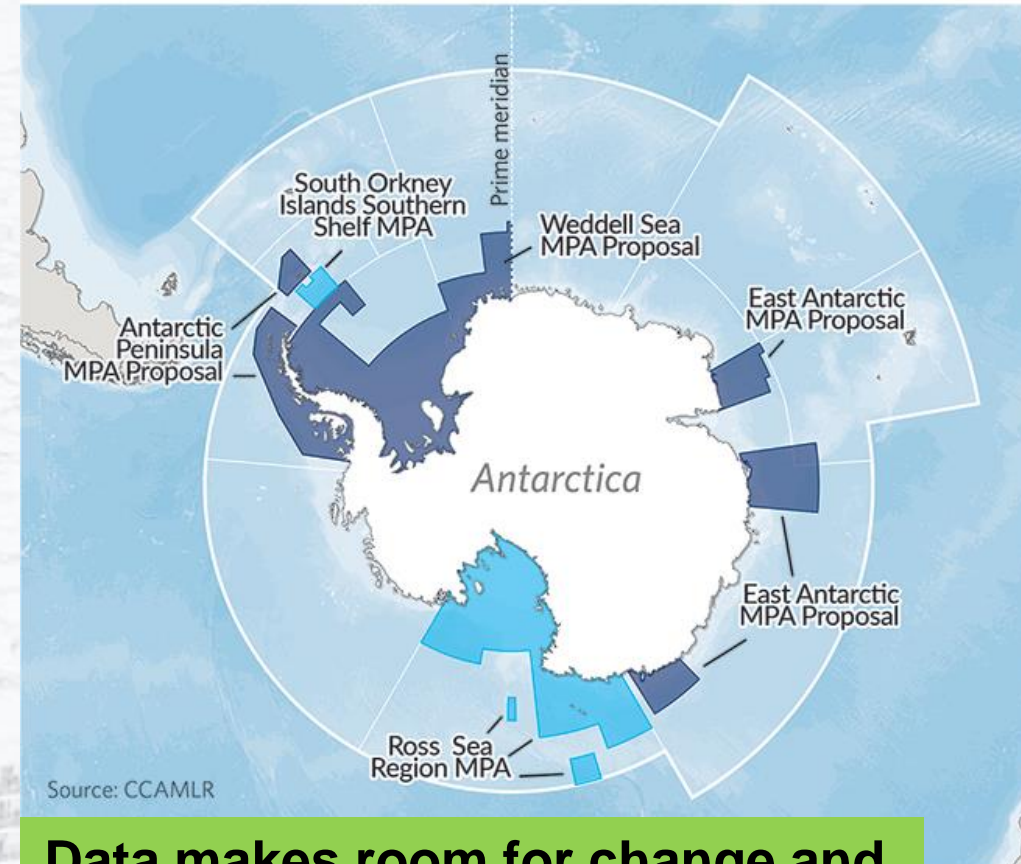 Prime meridian
South Orkney
Islands Southern
Shelf MPA
Weddell Sea
MPA Proposal
East Antarctic
MPA Proposal
Antarctic
Peninsula
MPA Proposal
Antarctica
East Antarctic
MPA Proposal
Ross Sea
Region MPA
Source: CCAMLR
Data makes room for change and